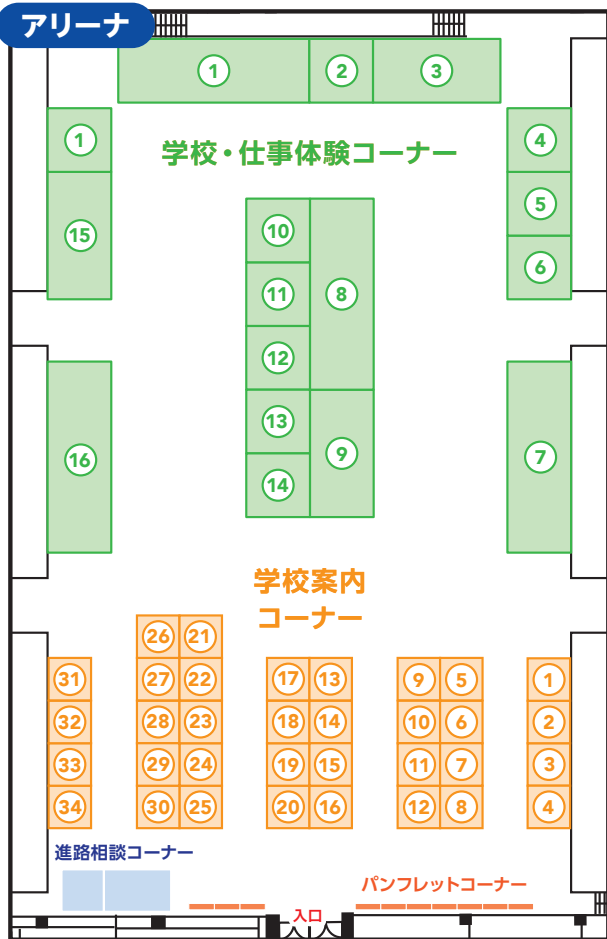 アリーナ
① ② ③
① ④
学校・仕事体験コーナー
⑮ ⑤
⑥
⑩ ⑧
⑪
⑫
⑬ ⑨
⑭
⑯ ⑦
学校案内
コーナー
㉖ ㉑
㉛ ㉗ ㉒ ⑰ ⑬ ⑨ ⑤ ①
㉜ ㉘ ㉓ ⑱ ⑭ ⑩ ⑥ ②
㉝ ㉙ ㉔ ⑲ ⑮ ⑪ ⑦ ③
㉞ ㉚ ㉕ ⑳ ⑯ ⑫ ⑧ ④
進路相談コーナー
パンフレットコーナー
入口